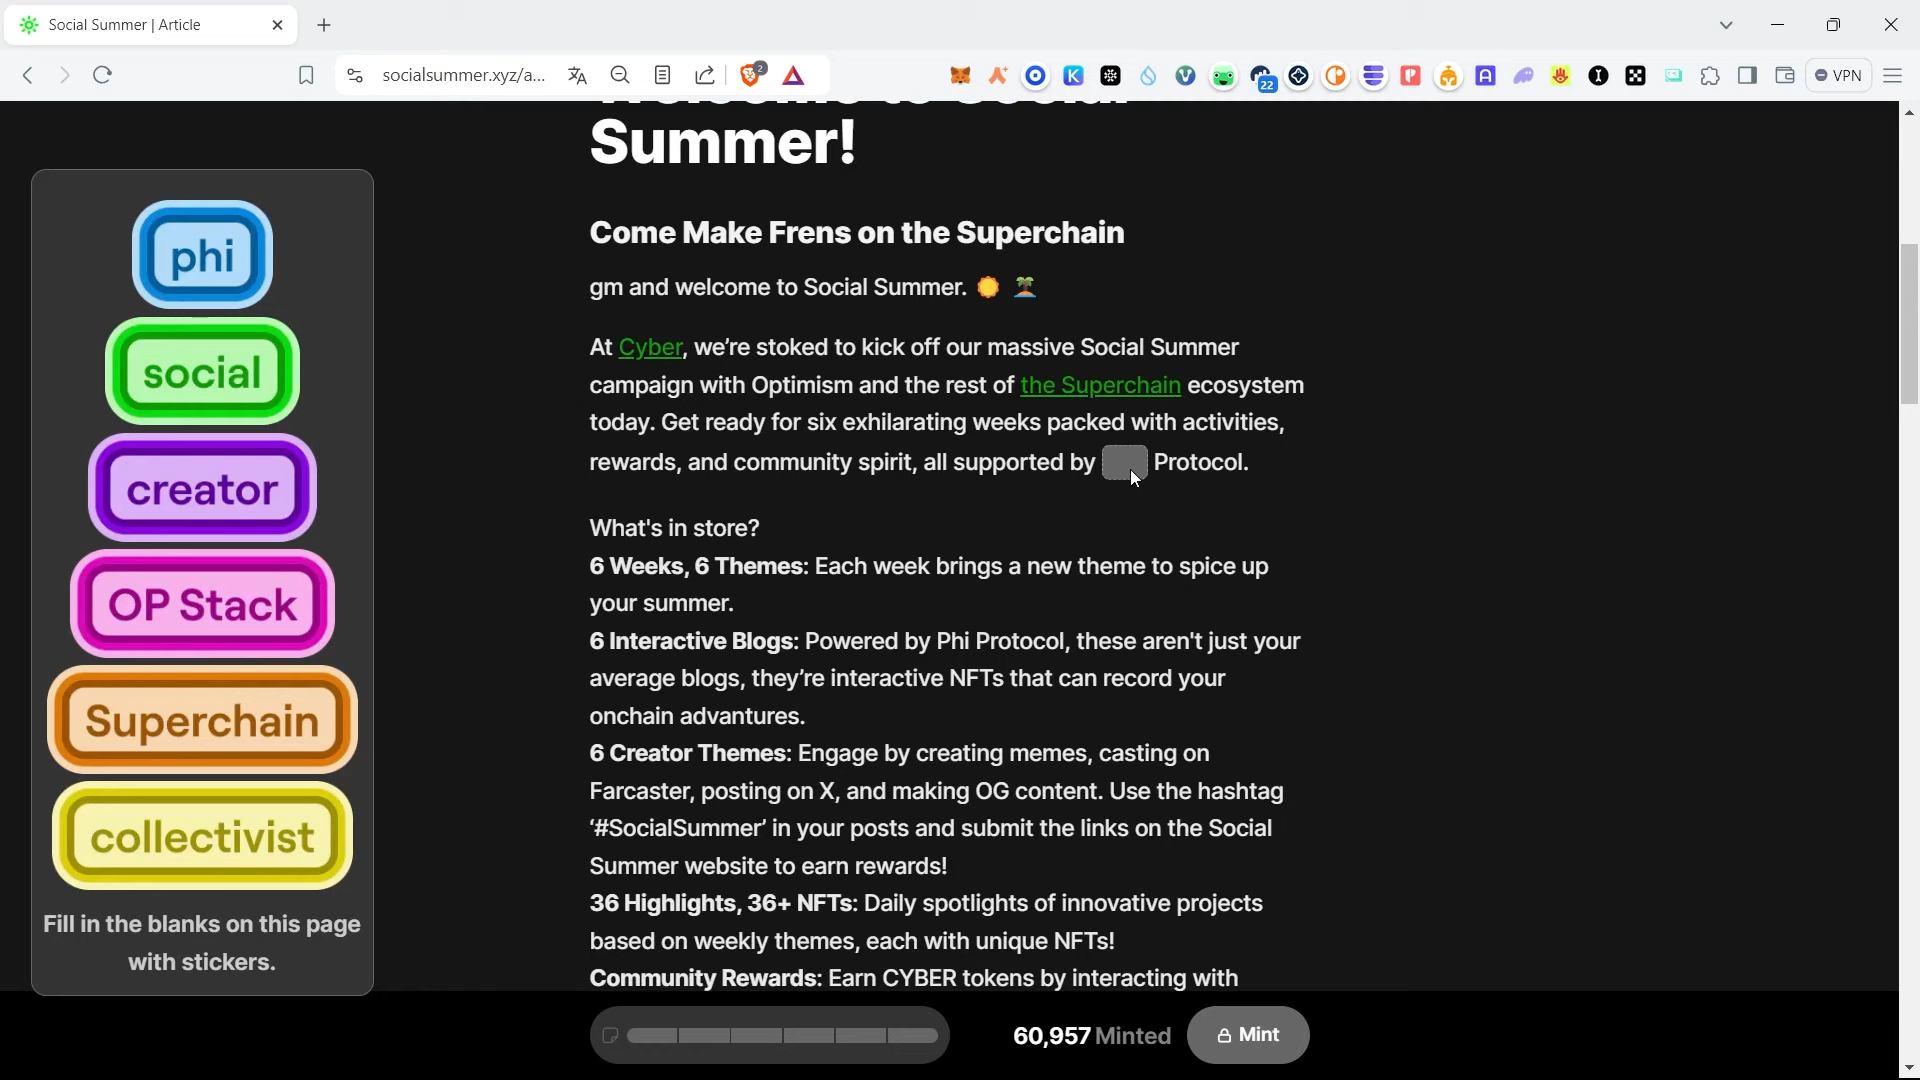 Social Summer | Article
socialsummer.xyz/a...
2
22
VPN
Welcome to Social
Summer!
Come Make Frens on the Superchain
gm and welcome to Social Summer.
At Cyber, we're stoked to kick off our massive Social Summer
campaign with Optimism and the rest of the Superchain ecosystem
today. Get ready for six exhilarating weeks packed with activities,
rewards, and community spirit, all supported by Protocol.
What's in store?
6 Weeks, 6 Themes: Each week brings a new theme to spice up
your summer.
6 Interactive Blogs: Powered by Phi Protocol, these aren't just your
average blogs, they're interactive NFTs that can record your
onchain advantures.
6 Creator Themes: Engage by creating memes, casting on
Farcaster, posting on X, and making OG content. Use the hashtag
'#SocialSummer' in your posts and submit the links on the Social
Summer website to earn rewards!
36 Highlights, 36+ NFTs: Daily spotlights of innovative projects
based on weekly themes, each with unique NFTs!
Community Rewards: Earn CYBER tokens by interacting with
phi
social
creator
OP Stack
Superchain
collectivist
Fill in the blanks on this page
with stickers.
60,957 Minted
Mint